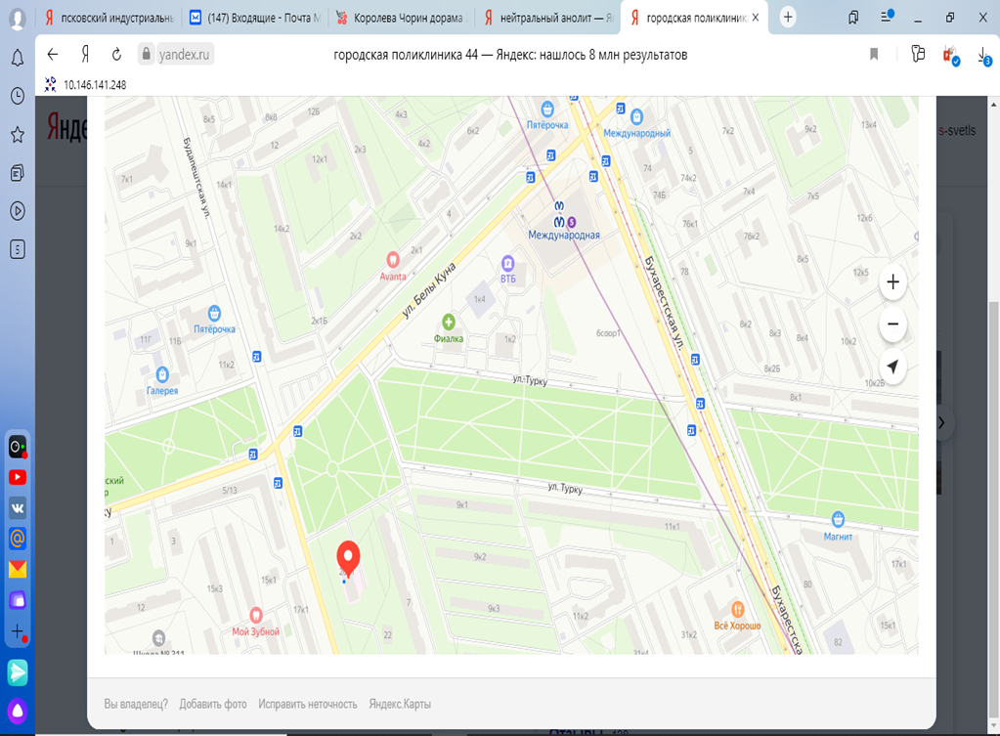 псковский индустриальнь
(147) Входящие - Почта М
Королева Чорин дорама
нейтральный анолит — Я
городская поликлиник
yandex.ru
городская поликлиника 44 — Яндекс: нашлось 8 млн результатов
3
10.146.141.248
Янде
s-svetls
8к5
8к8
12Б
4к3
6к2
Пятёрочка
Международный
7к2
9к2
13к4
Будапештская ул.
12
12к1
2к3
4к2
7к1
14к1
74
74к2
5
7к4
74Б
7к5
4
14к2
2к2
76к1
12к6
9к1
2к1
5
Международная
76к2
Avanta
ВТБ
78
8к5
12к5
ул. Белы Куна
Бухарестская ул.
1к4
Пятёрочка
2к1Б
Фиалка
1к2
6соор1
8к2
8к3
8к4
10к2
11Г
11Б
11к2
Галерея
ул. Турку
8к2Б
10к2Б
8к1
ский
5/13
ул. Турку
9к1
11к1
Магнит
1
3
9к2
15к3
15к1
17к1
7
9к3
11к2
Всё Хорошо
80
17к1
12
Мой Зубной
22
31к4
31к2
82
15к1
Школа № 311
Бухарестска
Вы владелец?
Добавить фото
Исправить неточность
Яндекс.Карты